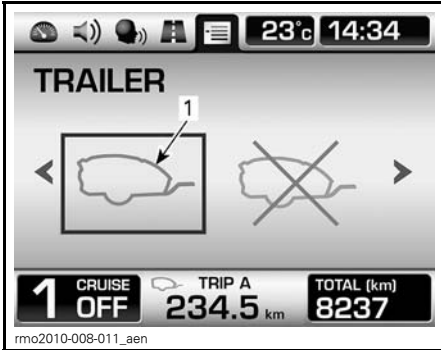 23°c 14:34
TRAILER
1
1 CRUISE OFF TRIP A 234.5 km TOTAL (km) 8237
rmo2010-008-011_aen